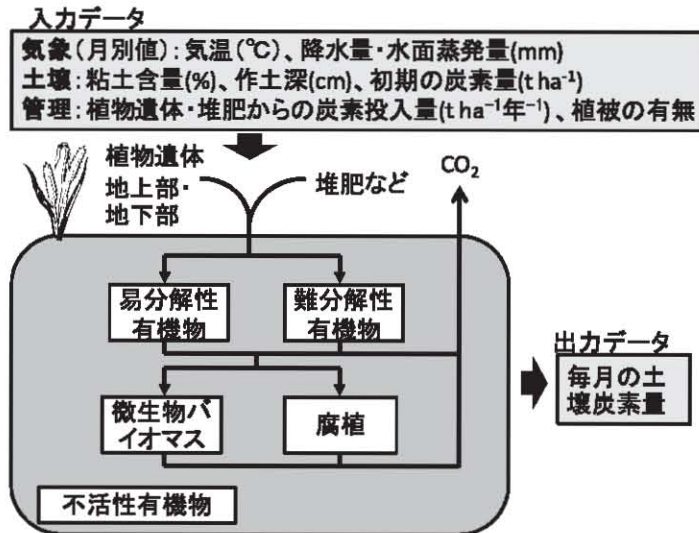 入力データ
気象(月別値):気温(℃)、降水量・水面蒸発量(mm)
土壌:粘土含量(%)、作土深(cm)、初期の炭素量(t ha⁻¹)
管理:植物遺体・堆肥からの炭素投入量(t ha⁻¹年⁻¹)、植被の有無
植物遺体
地上部・
地下部
堆肥など
CO₂
易分解性
有機物
難分解性
有機物
出力データ
毎月の土
壌炭素量
微生物バ
イオマス
腐植
不活性有機物